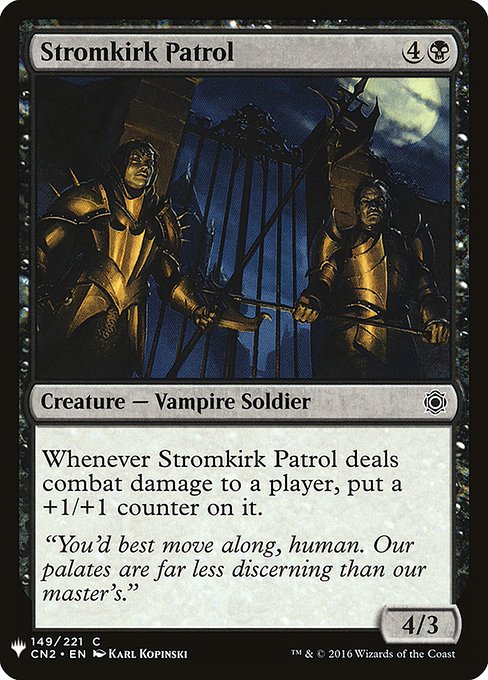 Stromkirk Patrol 4
Creature — Vampire Soldier
Whenever Stromkirk Patrol deals
combat damage to a player, put a
+1/+1 counter on it.
“You’d best move along, human. Our
palates are far less discerning than our
master’s.”
4/3
149/221 C
CN2 • EN Karl Kopinski
™ & © 2016 Wizards of the Coast